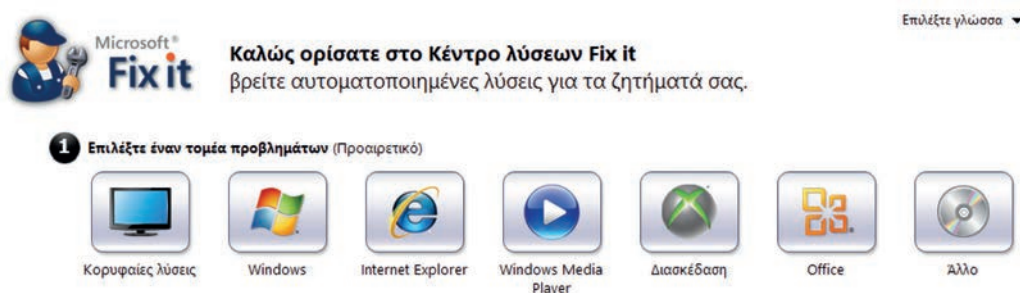 Επιλέξτε γλώσσα
Microsoft®
Fix it
Καλώς ορίσατε στο Κέντρο λύσεων Fix it
βρείτε αυτοματοποιημένες λύσεις για τα ζητήματά σας.
1 Επιλέξτε έναν τομέα προβλημάτων (Προαιρετικό)
Κορυφαίες λύσεις
Windows
Internet Explorer
Windows Media
Player
Διασκέδαση
Office
Άλλο